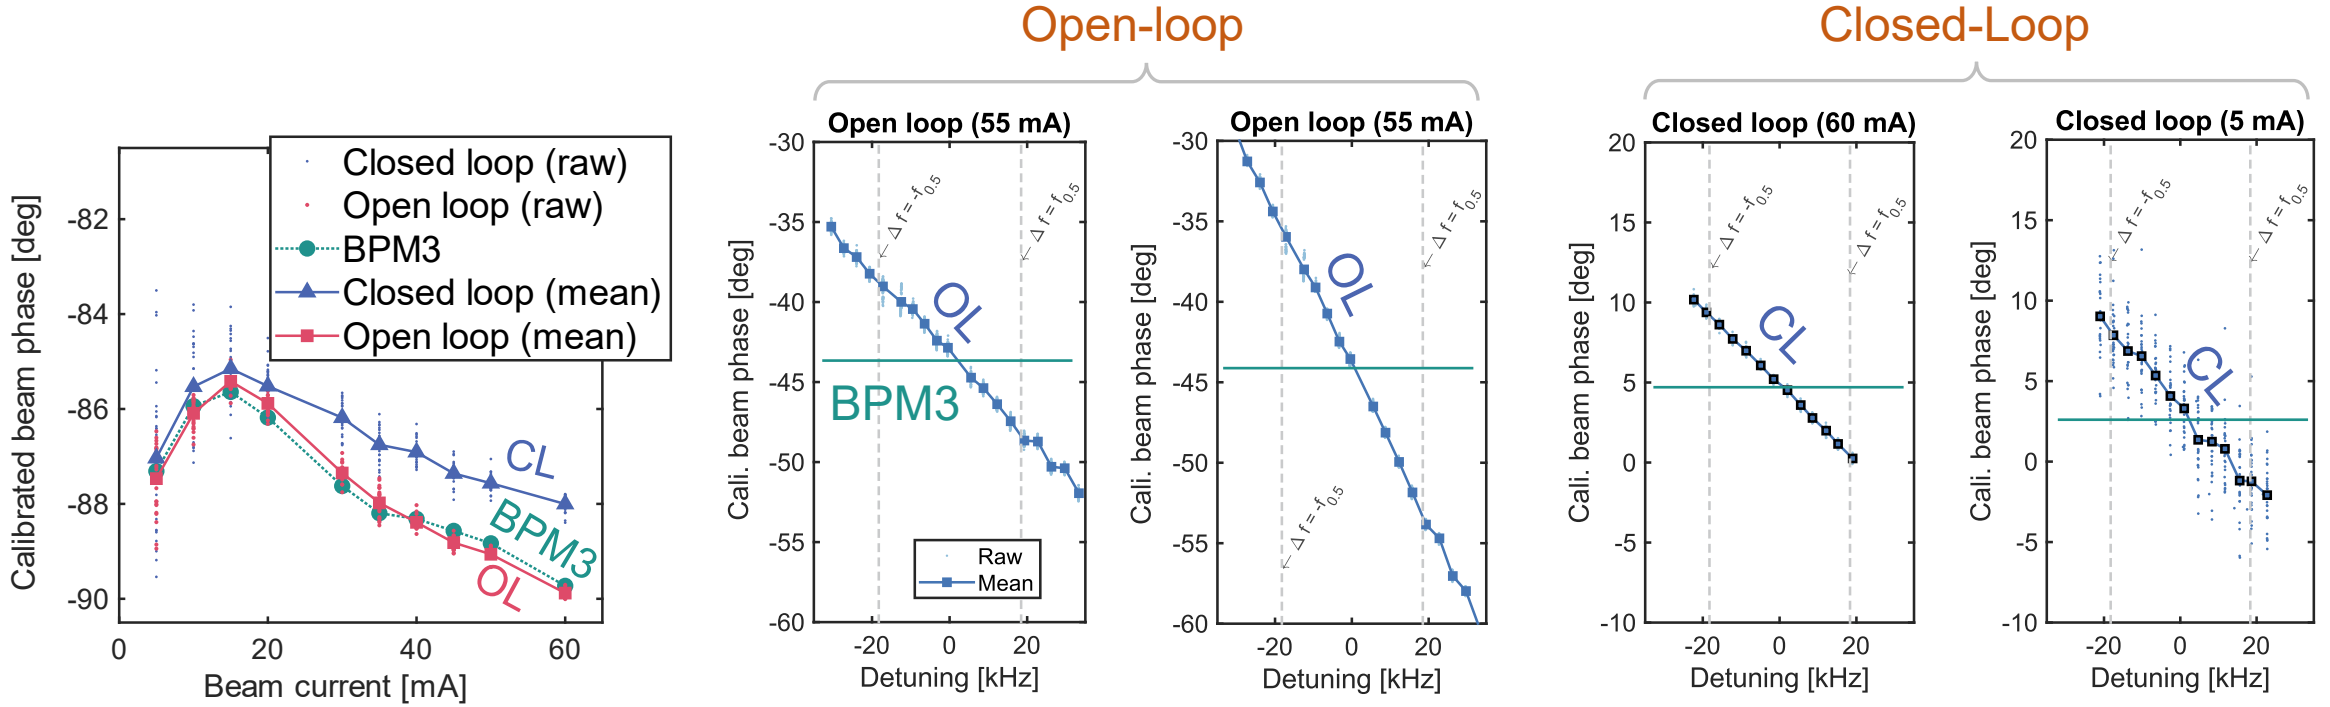 Open-loop
Closed-Loop
Closed loop (raw)
Open loop (raw)
BPM3
Closed loop (mean)
Open loop (mean)
-82
-84
-86
-88
-90
0
20
40
60
Calibrated beam phase [deg]
Beam current [mA]
CL
BPM3
OL
Open loop (55 mA)
-30
-35
-40
-45
-50
-55
-60
-20
0
20
Cali. beam phase [deg]
Detuning [kHz]
← Δ f = -f0.5
← Δ f = f0.5
OL
BPM3
Raw
Mean
Open loop (55 mA)
-30
-35
-40
-45
-50
-55
-60
-20
0
20
Cali. beam phase [deg]
Detuning [kHz]
← Δ f = f0.5
OL
← Δ f = -f0.5
Closed loop (60 mA)
20
15
10
5
0
-5
-10
-20
0
20
Cali. beam phase [deg]
Detuning [kHz]
← Δ f = -f0.5
← Δ f = f0.5
CL
Closed loop (5 mA)
20
15
10
5
0
-5
-10
-20
0
20
Cali. beam phase [deg]
Detuning [kHz]
← Δ f = -f0.5
← Δ f = f0.5
CL